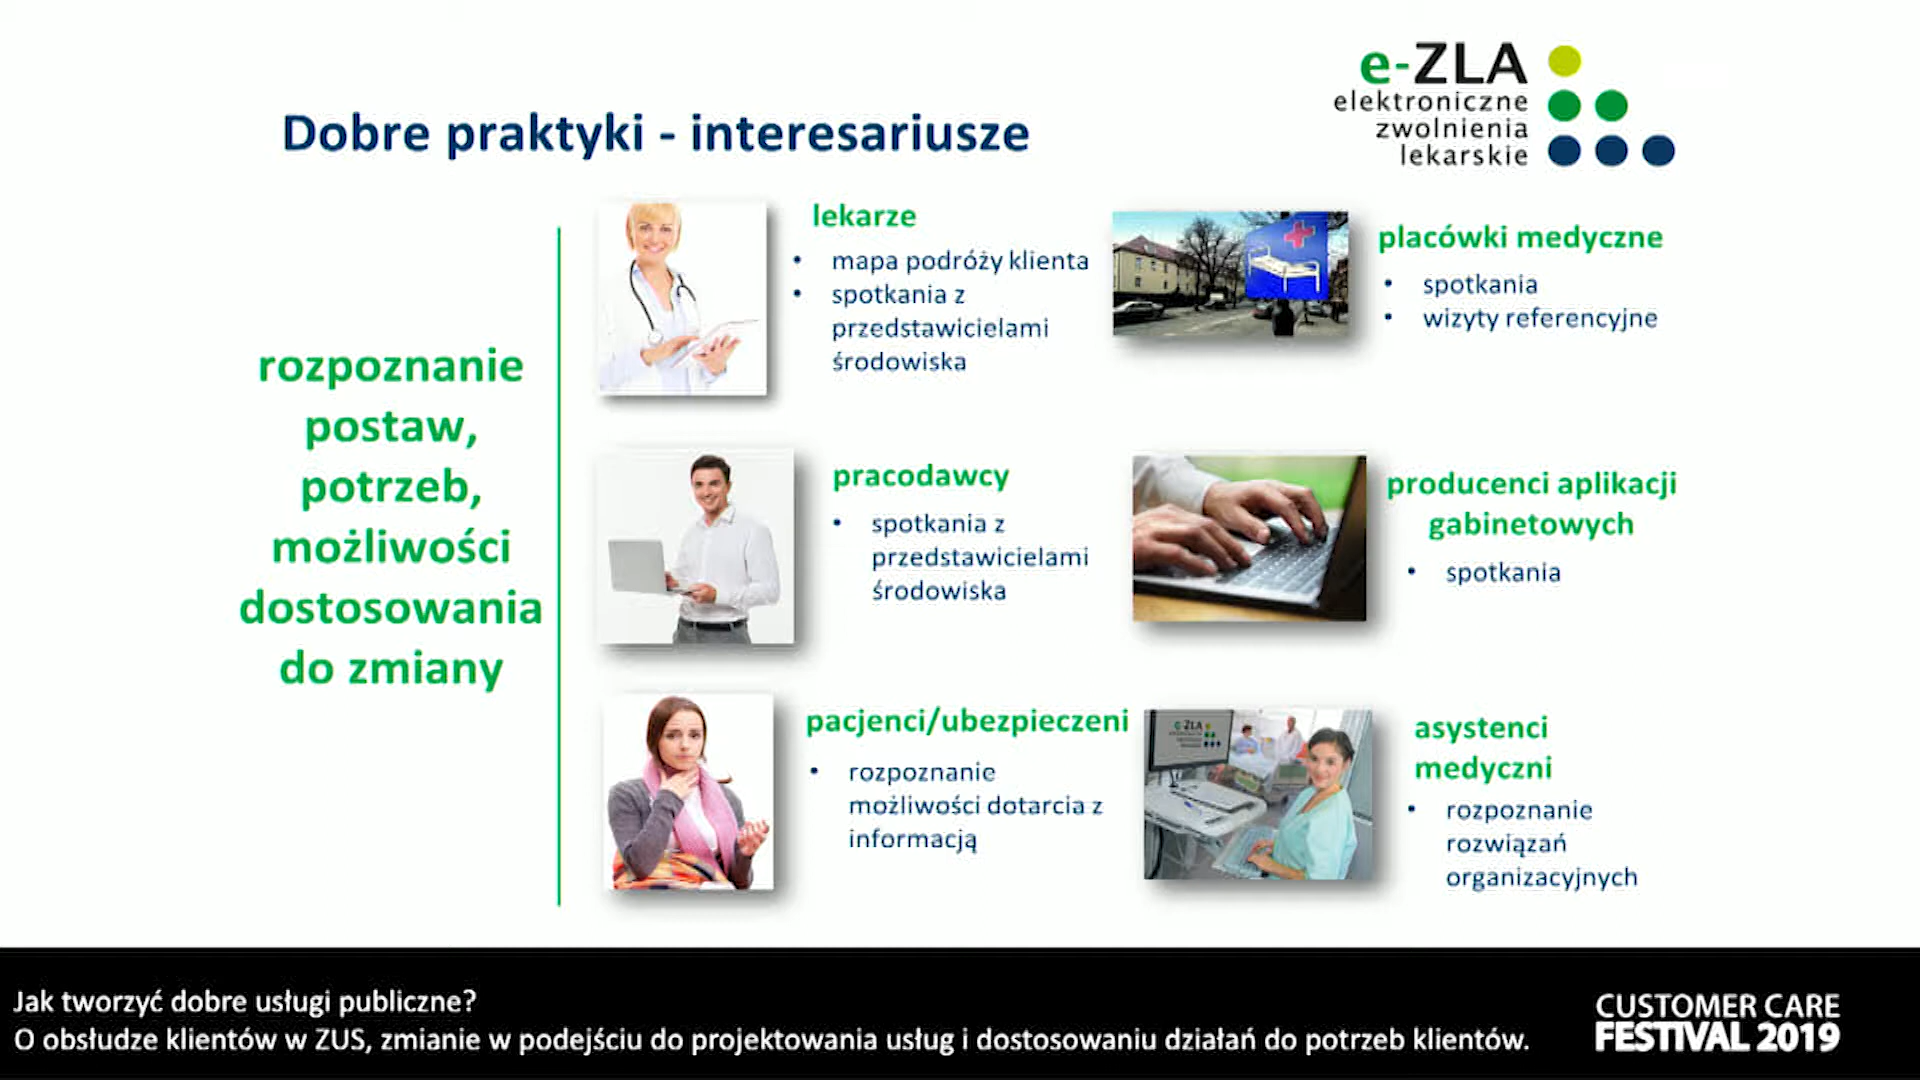 e-ZLA
elektroniczne
zwolnienia
lekarskie
Dobre praktyki - interesariusze
rozpoznanie
postaw,
potrzeb,
możliwości
dostosowania
do zmiany
lekarze
• mapa podróży klienta
• spotkania z
przedstawicielami
środowiska
placówki medyczne
• spotkania
• wizyty referencyjne
pracodawcy
• spotkania z
przedstawicielami
środowiska
producenci aplikacji
gabinetowych
• spotkania
pacjenci/ubezpieczeni
• rozpoznanie
możliwości dotarcia z
informacją
e-ZLA
asystenci
medyczni
• rozpoznanie
rozwiązań
organizacyjnych
Jak tworzyć dobre usługi publiczne?
O obsłudze klientów w ZUS, zmianie w podejściu do projektowania usług i dostosowaniu działań do potrzeb klientów.
CUSTOMER CARE
FESTIVAL 2019